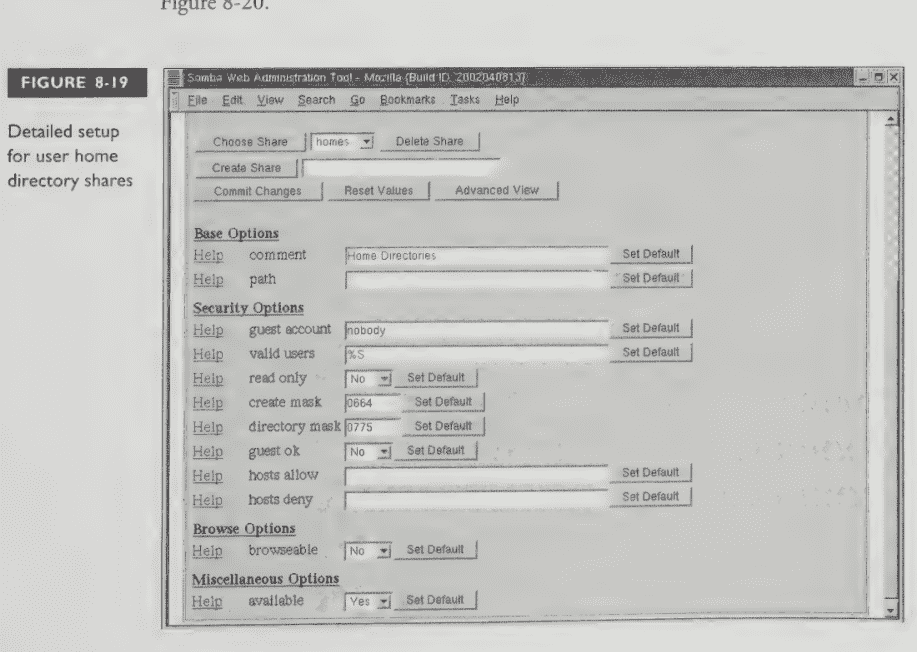 Figure 8-20.
FIGURE 8-19
Detailed setup
for user home
directory shares
Samba Web Administration Tool - Mozilla {Build ID: 2002040813}
File Edit View Search Go Bookmarks Tasks Help
Choose Share homes Delete Share
Create Share
Commit Changes Reset Values Advanced View
Base Options
Help comment Home Directories Set Default
Help path Set Default
Security Options
Help guest account nobody Set Default
Help valid users %S Set Default
Help read only No Set Default
Help create mask 0664 Set Default
Help directory mask 0775 Set Default
Help guest ok No Set Default
Help hosts allow Set Default
Help hosts deny Set Default
Browse Options
Help browseable No Set Default
Miscellaneous Options
Help available Yes Set Default